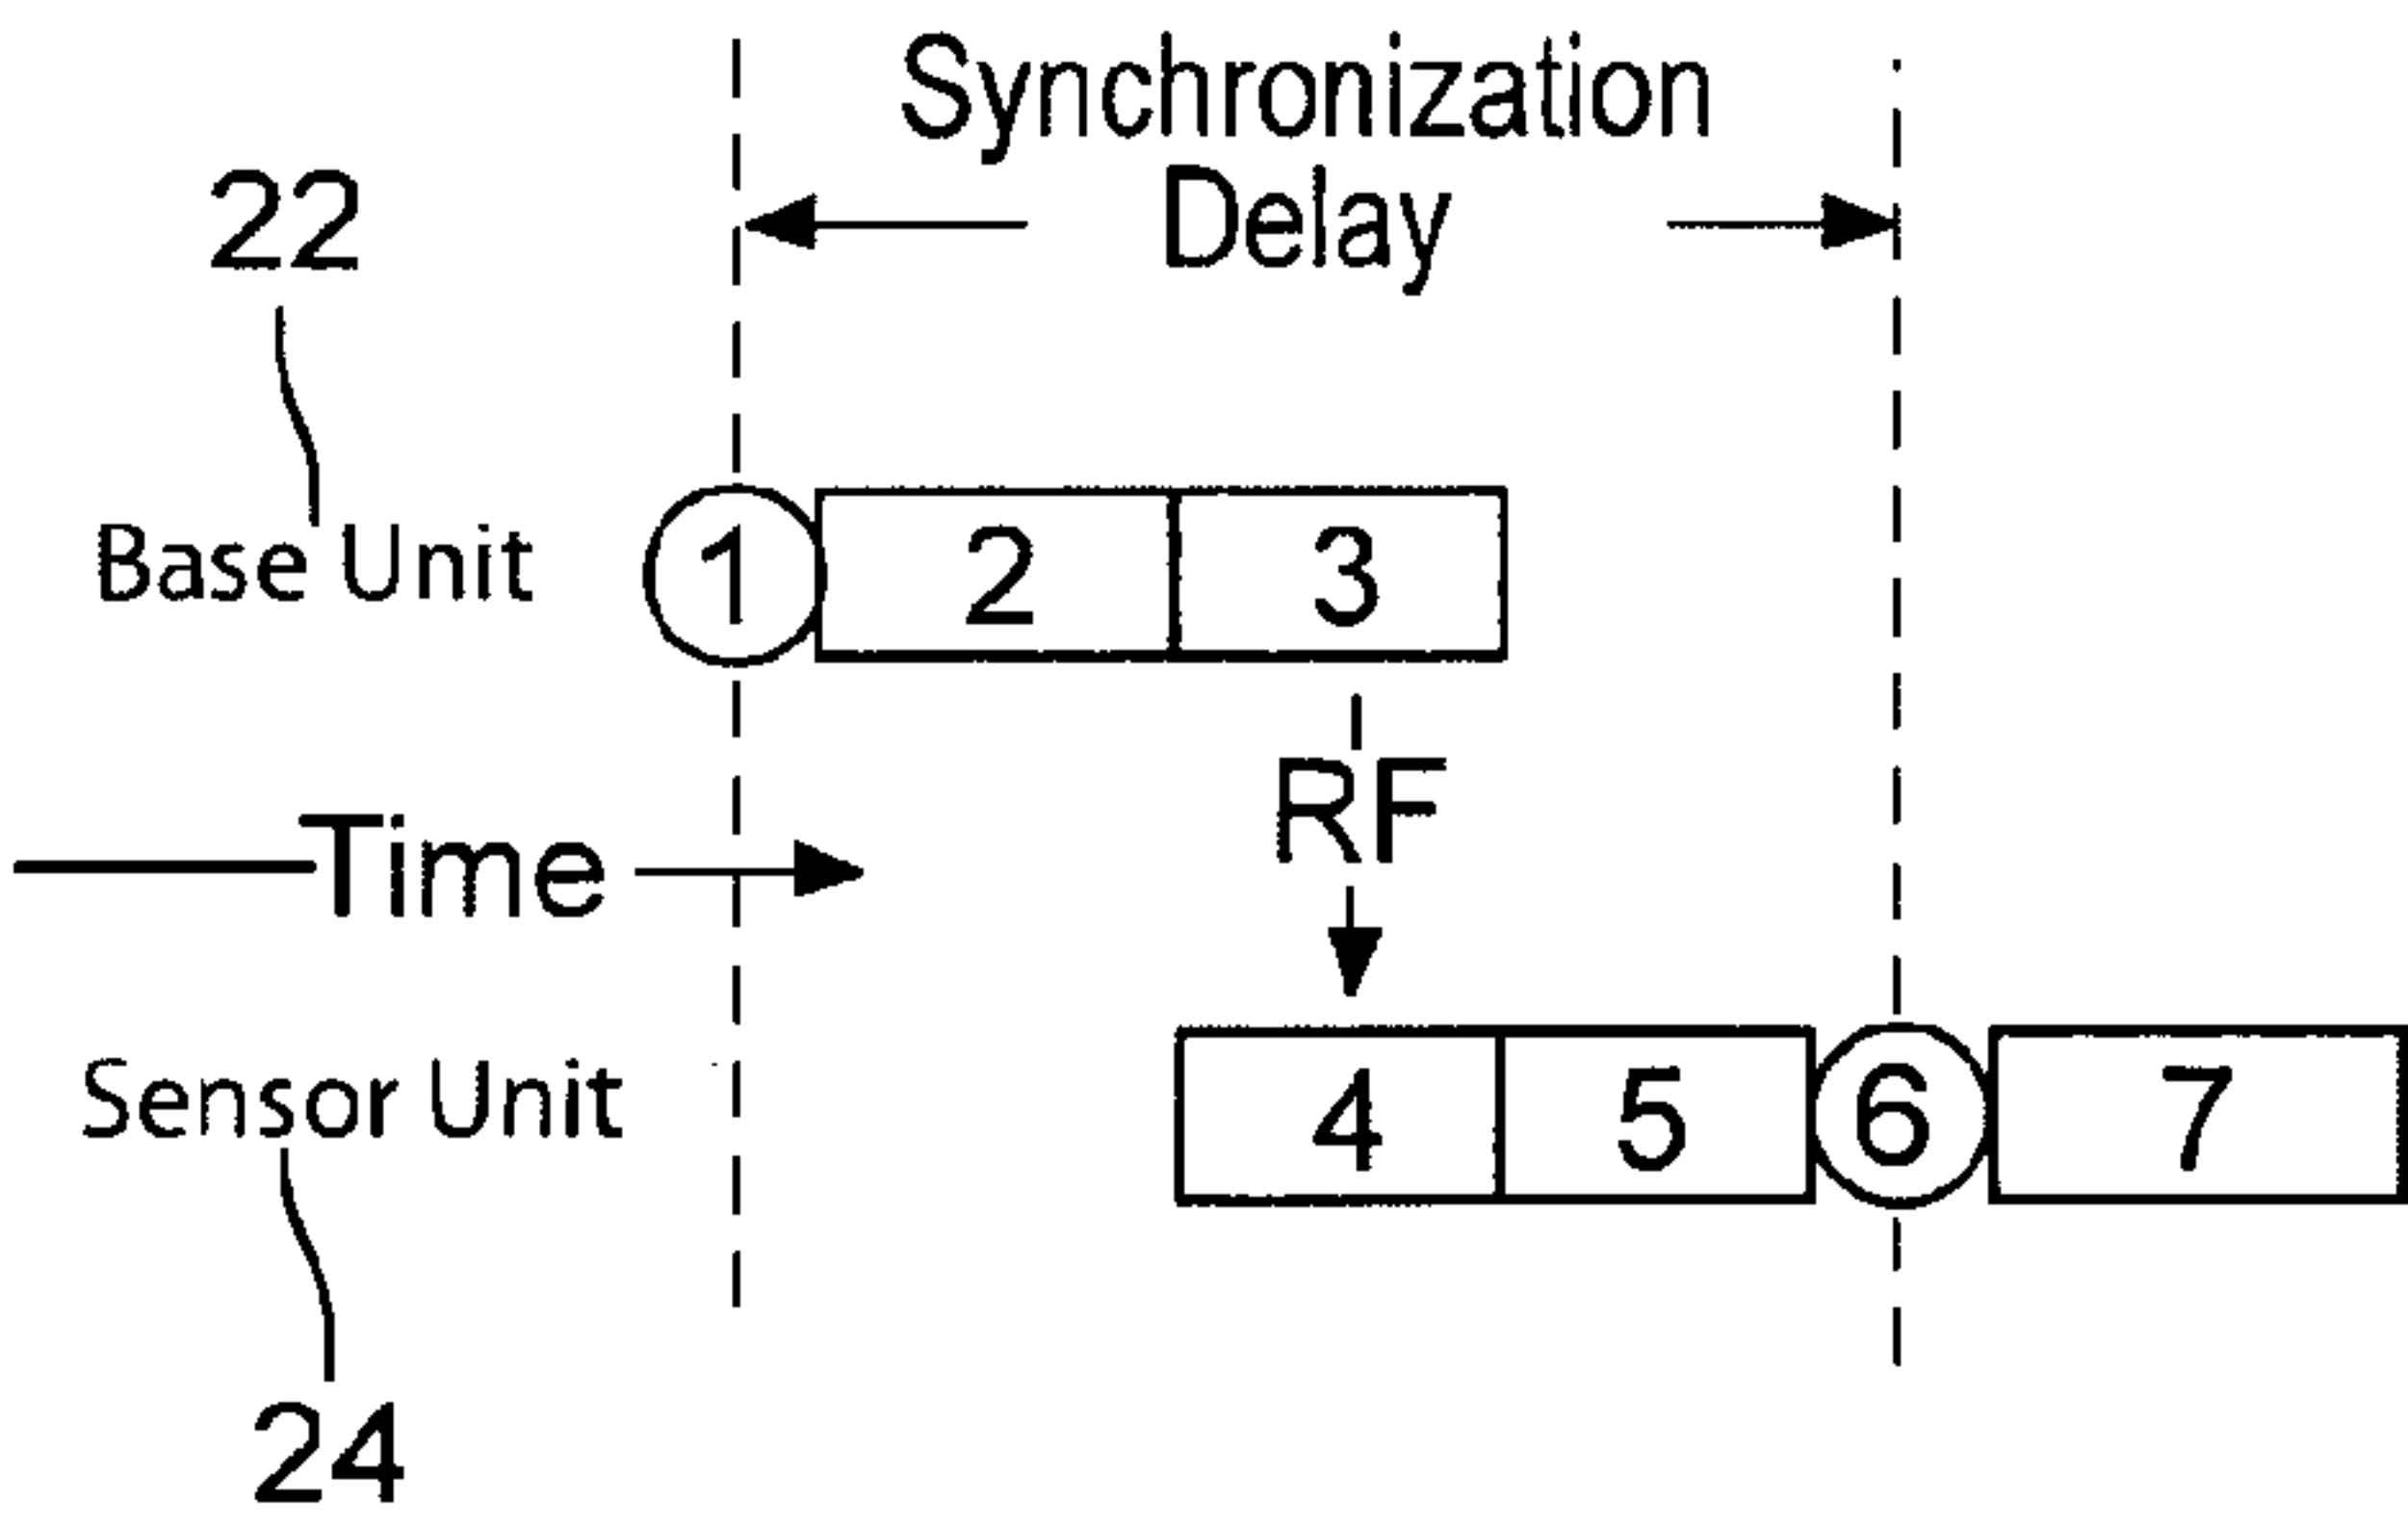 Synchronization
Delay
22
Base Unit
1 2 3
RF
Time
Sensor Unit
4 5 6 7
24